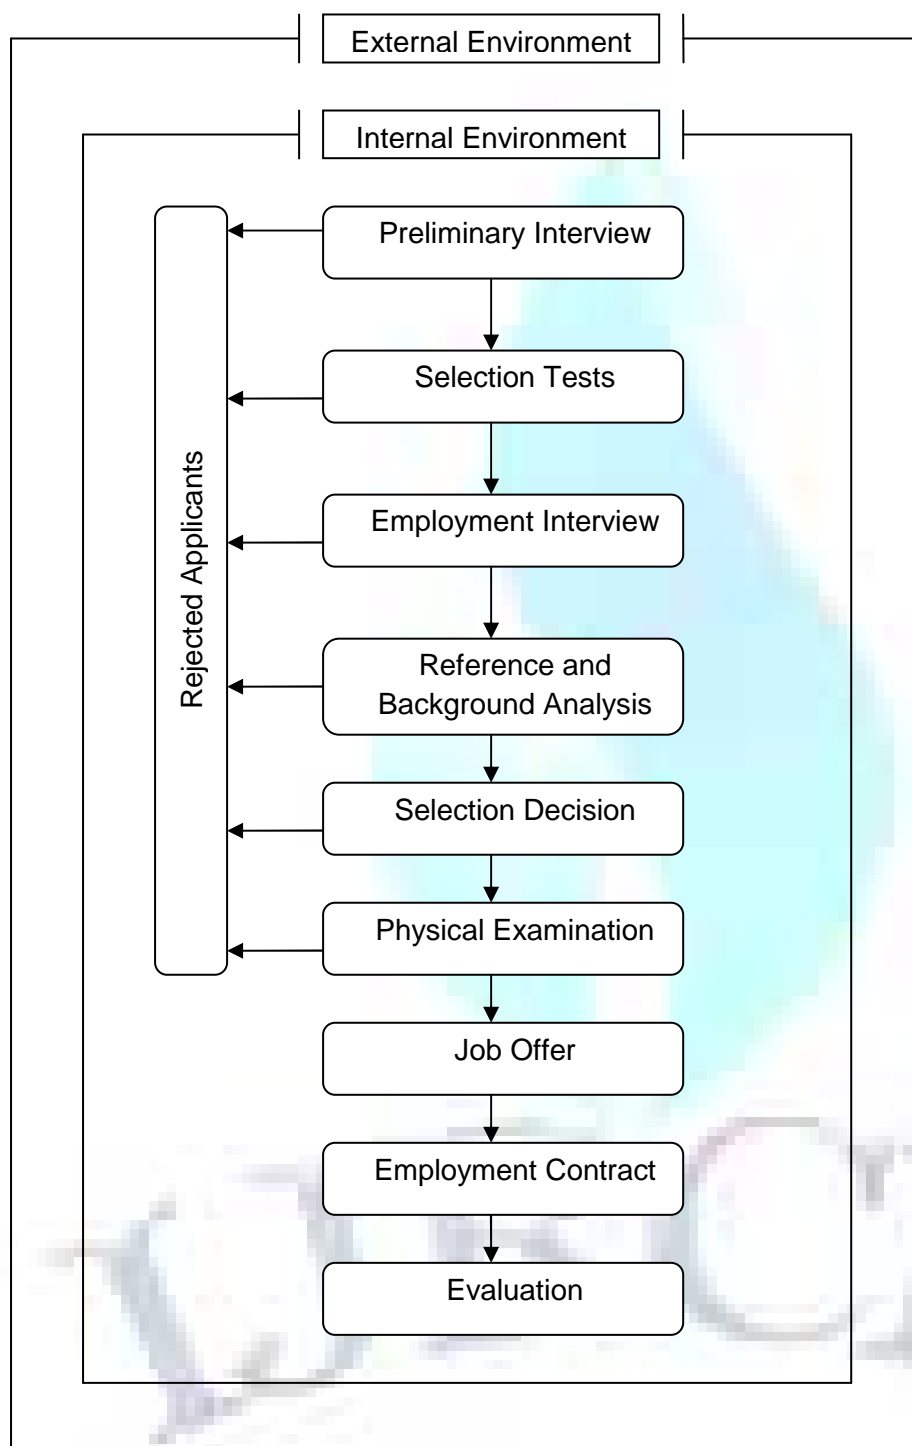 External Environment
Internal Environment
Preliminary Interview
Selection Tests
Employment Interview
Rejected Applicants
Reference and
Background Analysis
Selection Decision
Physical Examination
Job Offer
Employment Contract
Evaluation